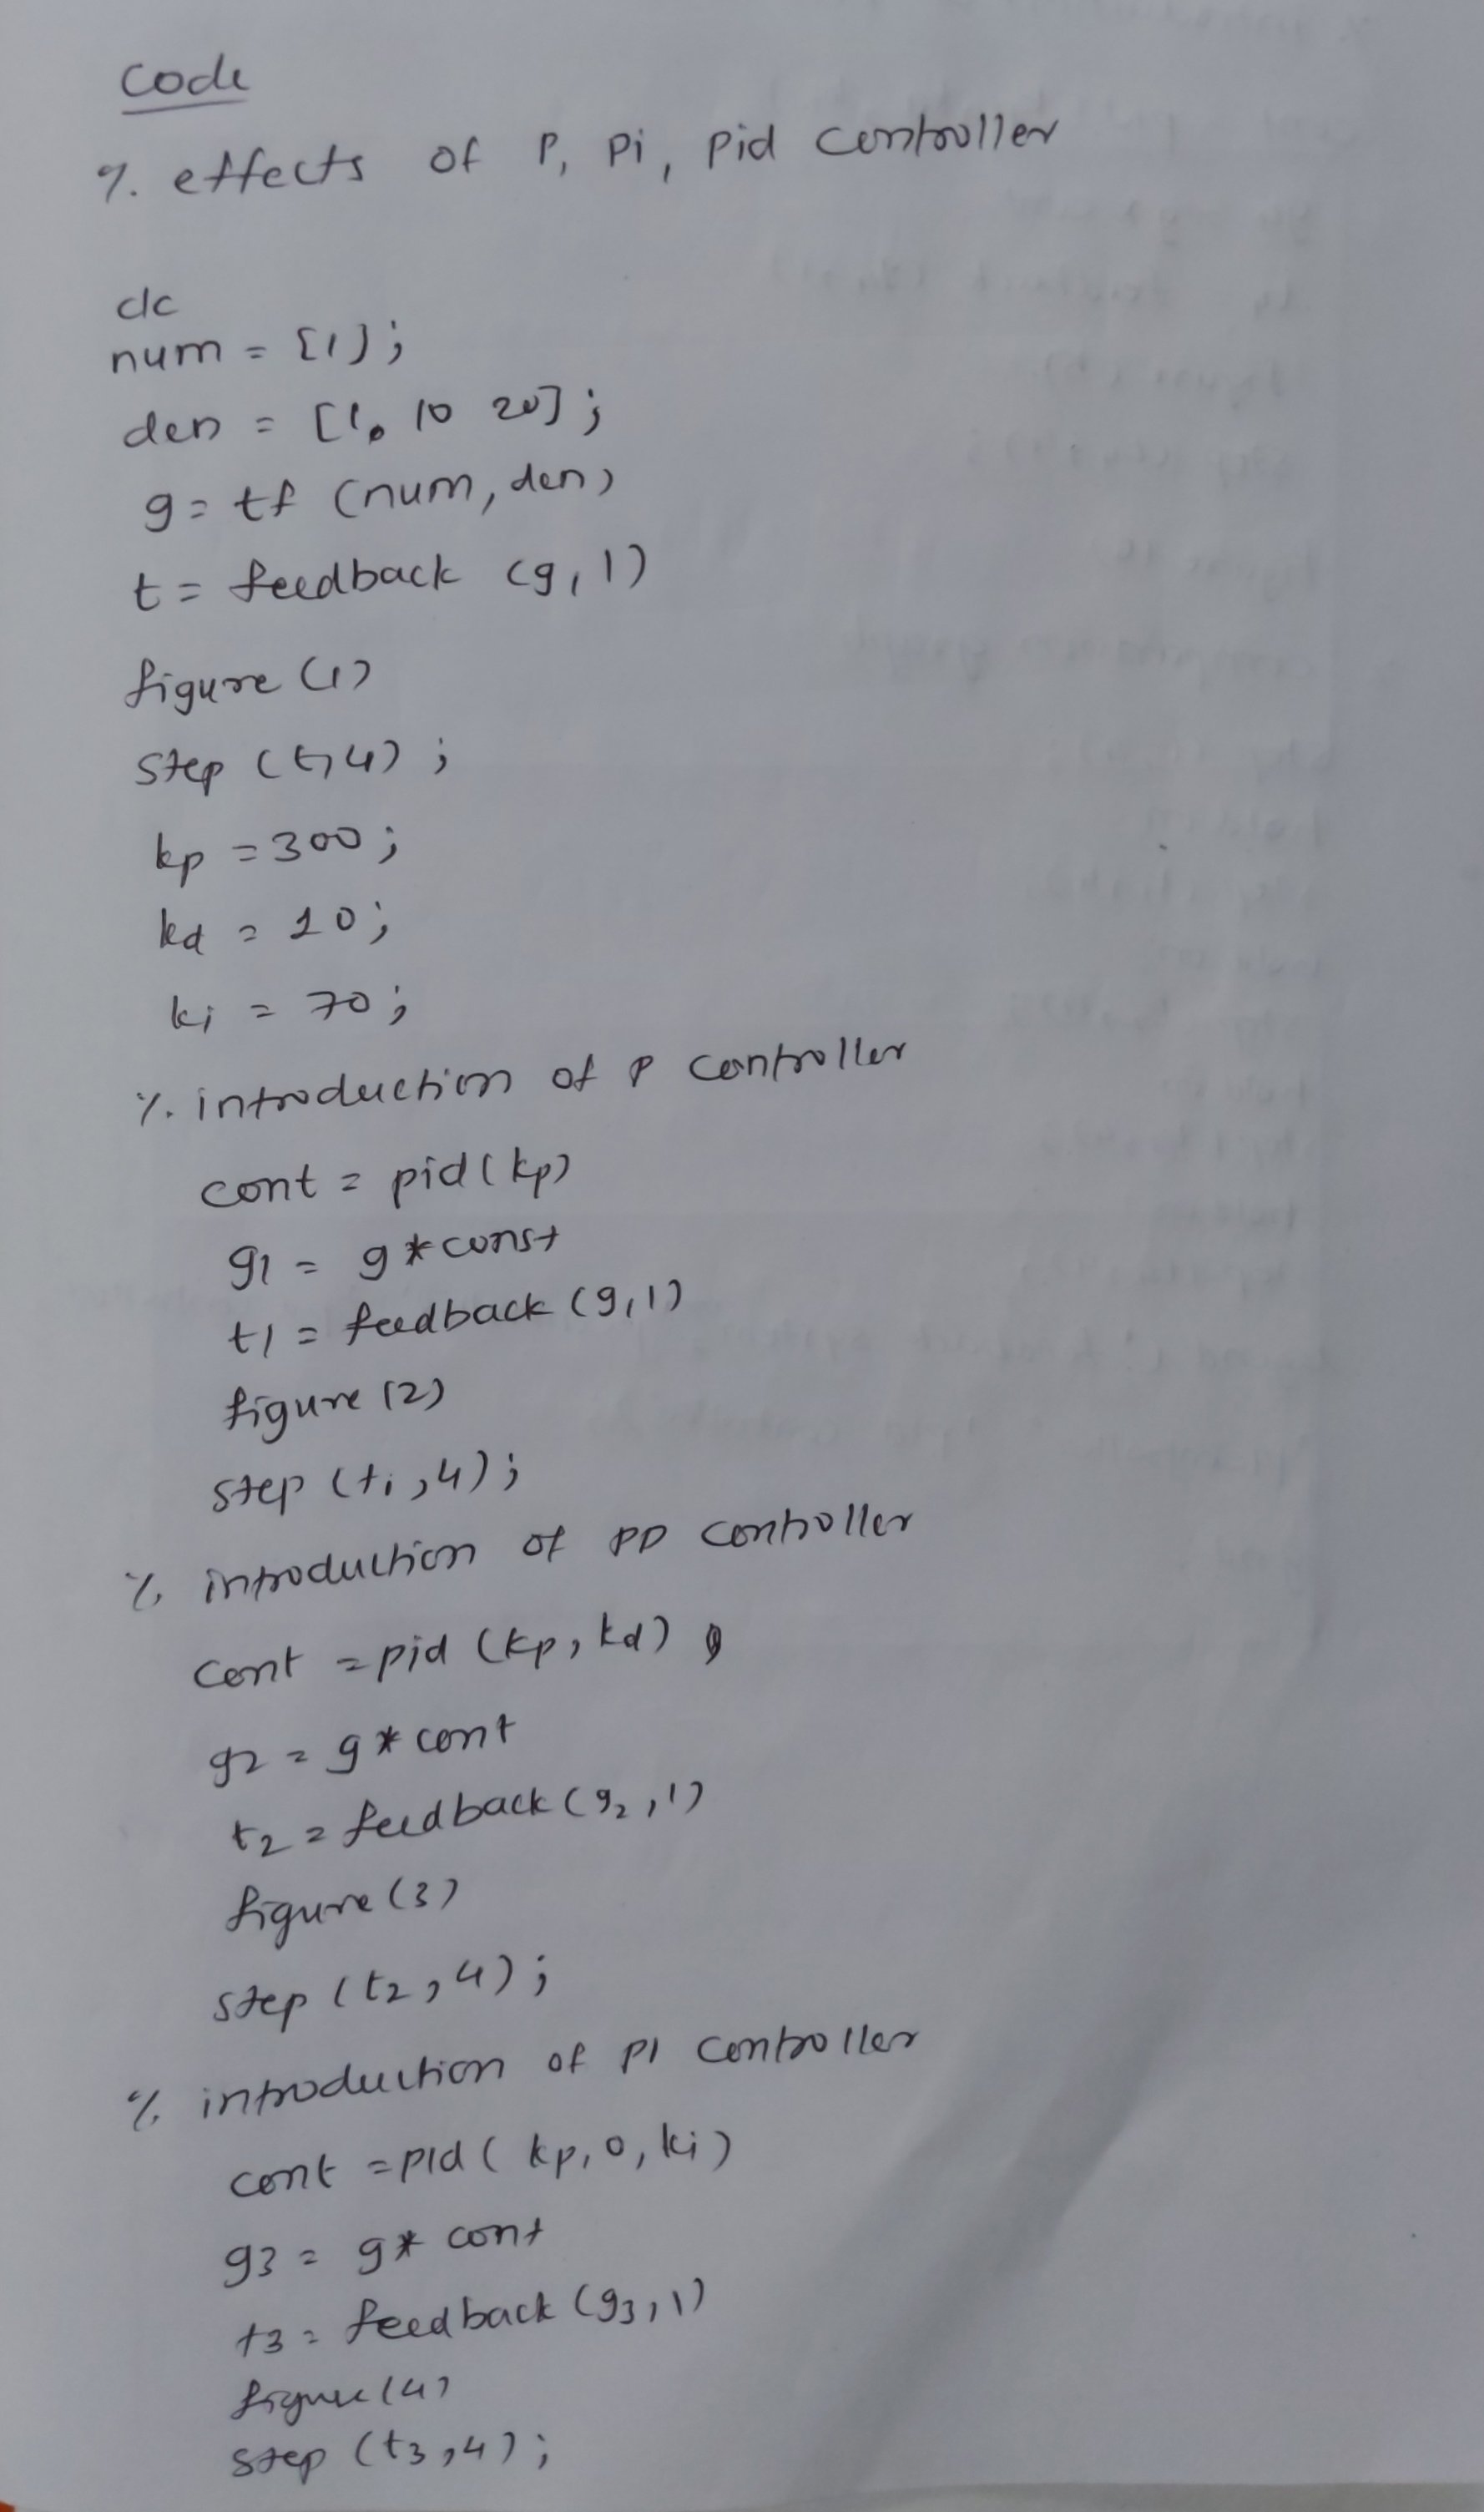 Code
% effects of P, Pi, Pid controller
clc
num = [1];
den = [1 10 20];
g = tf (num, den)
t = feedback (g, 1)
figure (1)
step (t, 4) ;
kp = 300 ;
kd = 10 ;
ki = 70 ;
% introduction of P controller
cont = pid (kp)
g1 = g * const
t1 = feedback (g, 1)
figure (2)
step (ti, 4) ;
% introduction of PD controller
cont = pid (kp, kd)
g2 = g * cont
t2 = feedback (g2, 1)
figure (3)
step (t2, 4) ;
% introduction of PI controller
cont = pid ( kp, 0, ki )
g3 = g * cont
t3 = feedback (g3, 1)
figure (4)
step (t3, 4) ;